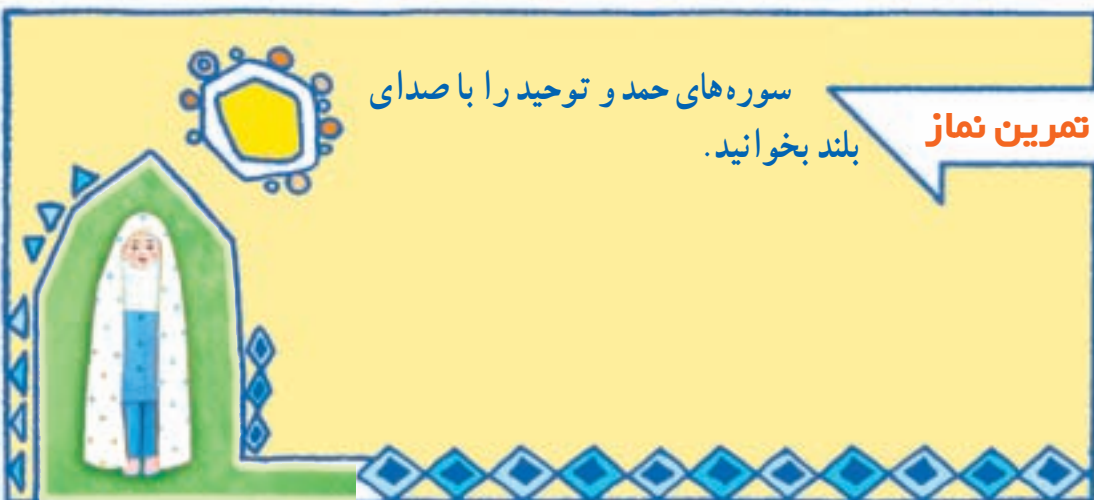 تمرین نماز
سوره‌های حمد و توحید را با صدای
بلند بخوانید.